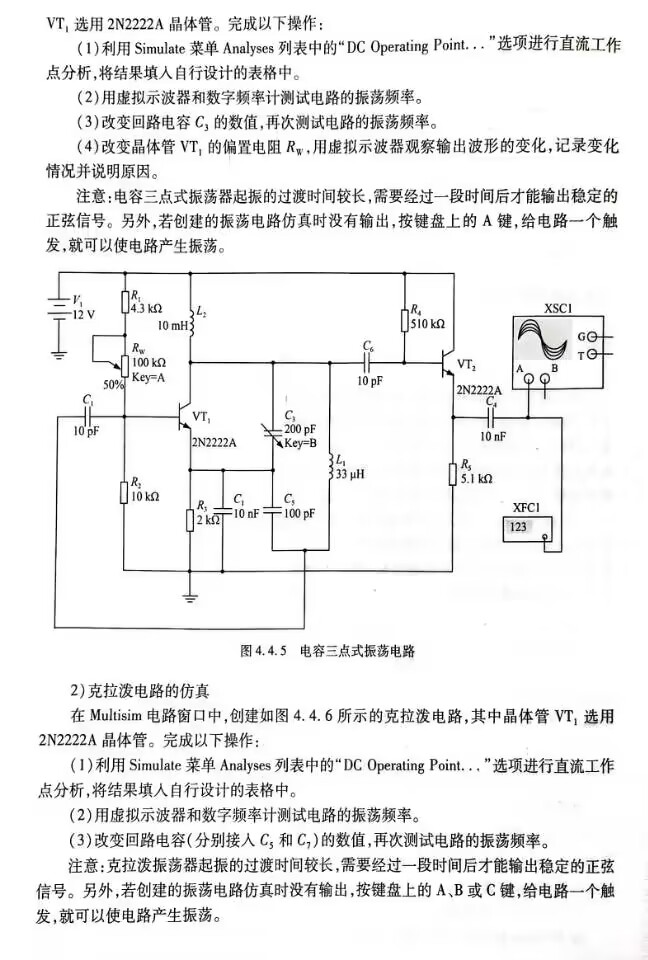 VT₁ 选用 2N2222A 晶体管。完成以下操作:
(1)利用 Simulate 菜单 Analyses 列表中的“DC Operating Point...”选项进行直流工作
点分析,将结果填入自行设计的表格中。
(2)用虚拟示波器和数字频率计测试电路的振荡频率。
(3)改变回路电容 C₃ 的数值,再次测试电路的振荡频率。
(4)改变晶体管 VT₁ 的偏置电阻 R_W,用虚拟示波器观察输出波形的变化,记录变化
情况并说明原因。
注意:电容三点式振荡器起振的过渡时间较长,需要经过一段时间后才能输出稳定的
正弦信号。另外,若创建的振荡电路仿真时没有输出,按键盘上的 A 键,给电路一个触
发,就可以使电路产生振荡。
V₁
12 V
R₁
4.3 kΩ
R_W
100 kΩ
Key=A
50%
C₁
10 pF
R₂
10 kΩ
L₂
10 mH
VT₁
2N2222A
R₃
2 kΩ
C₁
10 nF
C₃
200 pF
Key=B
C₅
100 pF
L₁
33 μH
C₆
10 pF
R₄
510 kΩ
VT₂
2N2222A
C₄
10 nF
R₅
5.1 kΩ
XSC1
G
T
A B
XFC1
123
图 4.4.5 电容三点式振荡电路
2)克拉泼电路的仿真
在 Multisim 电路窗口中,创建如图 4.4.6 所示的克拉泼电路,其中晶体管 VT₁ 选用
2N2222A 晶体管。完成以下操作:
(1)利用 Simulate 菜单 Analyses 列表中的“DC Operating Point...”选项进行直流工作
点分析,将结果填入自行设计的表格中。
(2)用虚拟示波器和数字频率计测试电路的振荡频率。
(3)改变回路电容(分别接入 C₅ 和 C₇)的数值,再次测试电路的振荡频率。
注意:克拉泼振荡器起振的过渡时间较长,需要经过一段时间后才能输出稳定的正弦
信号。另外,若创建的振荡电路仿真时没有输出,按键盘上的 A、B 或 C 键,给电路一个触
发,就可以使电路产生振荡。